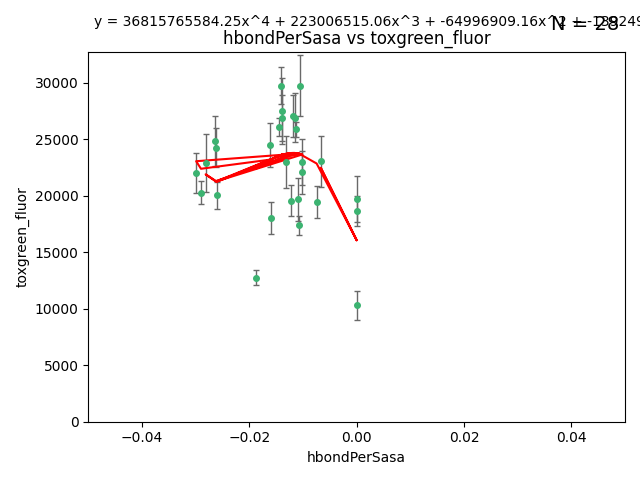 y = 36815765584.25x^4 + 223006515.06x^3 + -64996909.16x^2 +
N = 28
hbondPerSasa vs toxgreen_fluor
30000
25000
20000
15000
10000
5000
0
toxgreen_fluor
−0.04
−0.02
0.00
0.02
0.04
hbondPerSasa